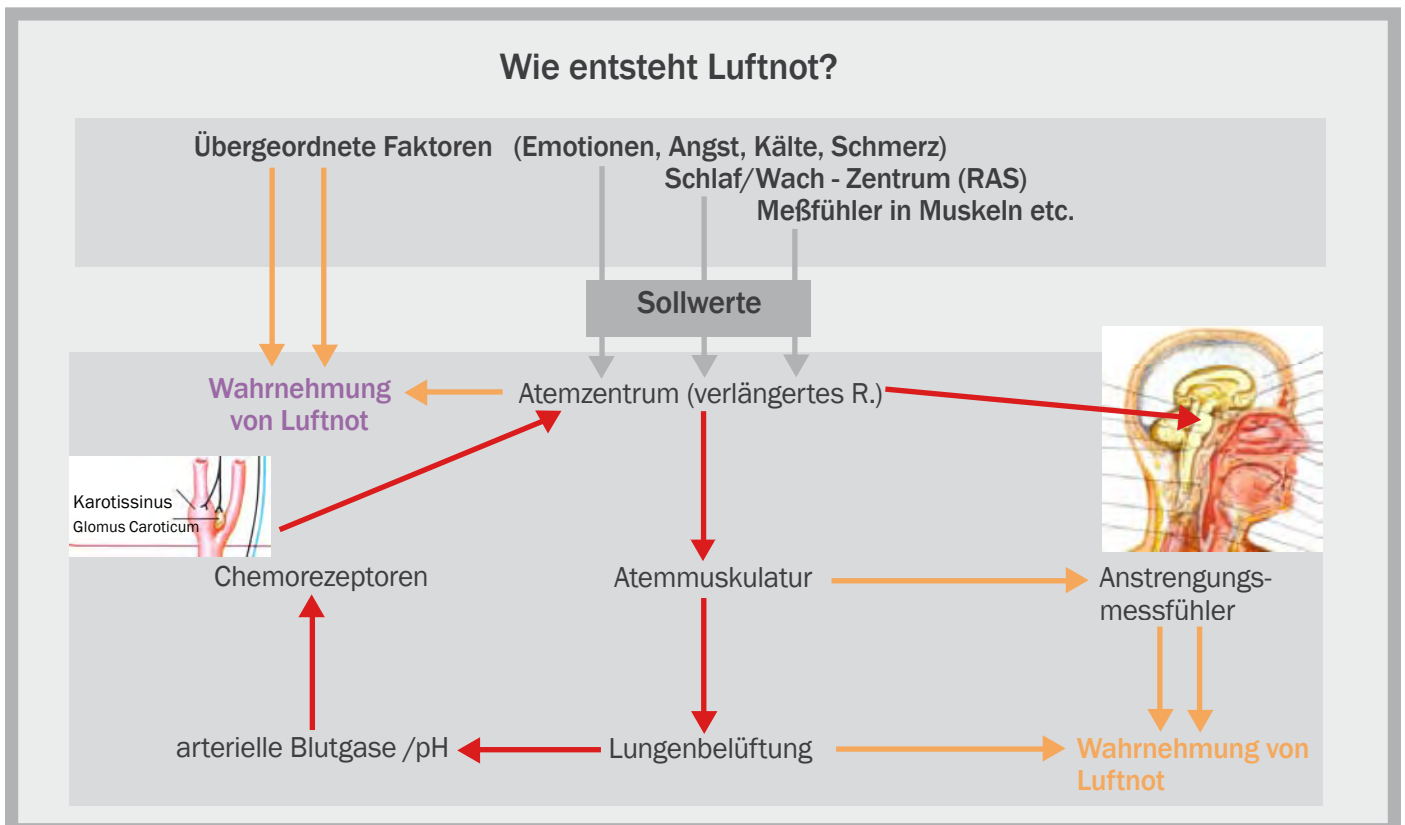 Wie entsteht Luftnot?
Übergeordnete Faktoren (Emotionen, Angst, Kälte, Schmerz)
Schlaf/Wach - Zentrum (RAS)
Meßfühler in Muskeln etc.
Sollwerte
Wahrnehmung
von Luftnot
Atemzentrum (verlängertes R.)
Karotissinus
Glomus Caroticum
Chemorezeptoren
Atemmuskulatur
Anstrengungs-
messfühler
arterielle Blutgase /pH
Lungenbelüftung
Wahrnehmung von
Luftnot